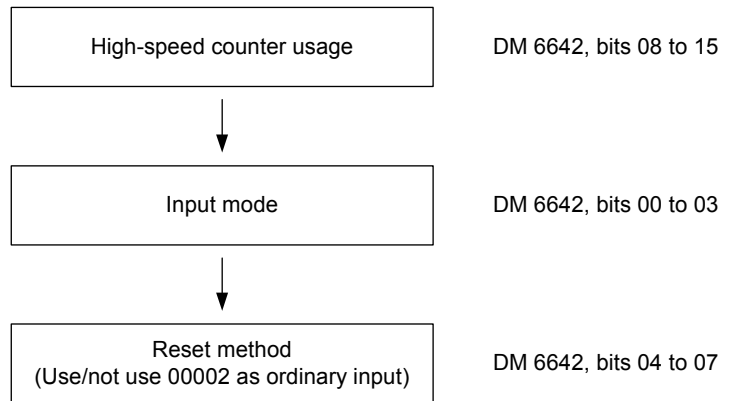 High-speed counter usage
DM 6642, bits 08 to 15
Input mode
DM 6642, bits 00 to 03
Reset method
(Use/not use 00002 as ordinary input)
DM 6642, bits 04 to 07